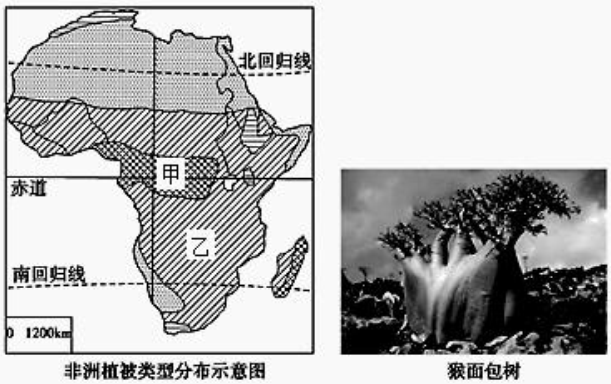 北回归线
甲
赤道
乙
南回归线
0 1200km
非洲植被类型分布示意图
猴面包树